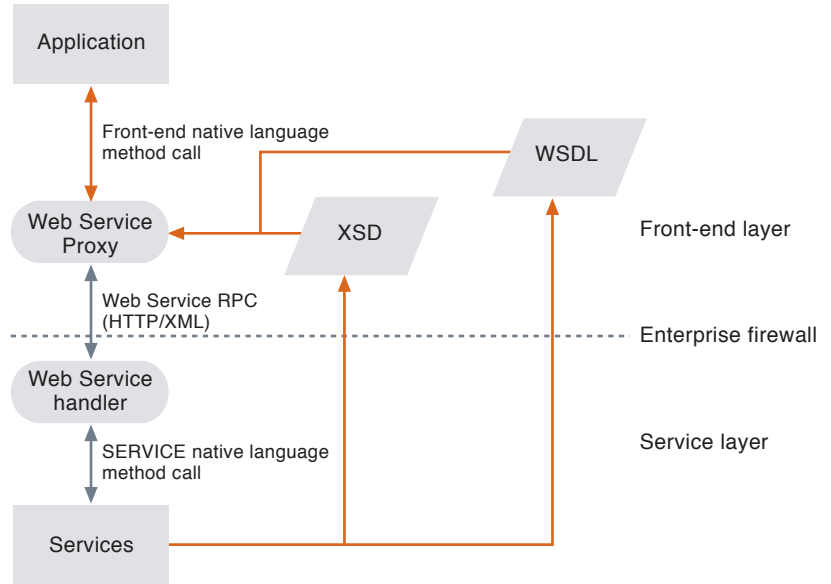 Application
Front-end native language
method call
WSDL
Web Service
Proxy
XSD
Front-end layer
Web Service RPC
(HTTP/XML)
Enterprise firewall
Web Service
handler
SERVICE native language
method call
Service layer
Services